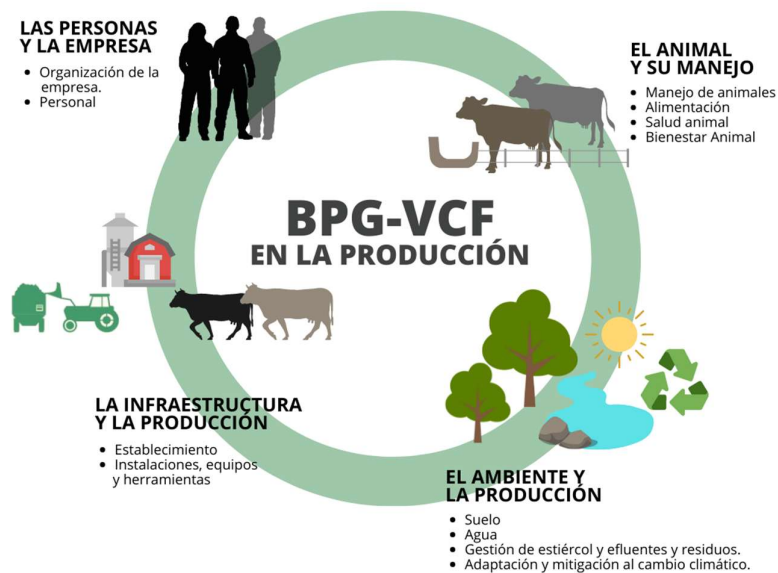 LAS PERSONAS
Y LA EMPRESA
• Organización de la
empresa.
• Personal
EL ANIMAL
Y SU MANEJO
• Manejo de animales
• Alimentación
• Salud animal
• Bienestar Animal
BPG-VCF
EN LA PRODUCCIÓN
LA INFRAESTRUCTURA
Y LA PRODUCCIÓN
• Establecimiento
• Instalaciones, equipos
y herramientas
EL AMBIENTE Y
LA PRODUCCIÓN
• Suelo
• Agua
• Gestión de estiércol y efluentes y residuos.
• Adaptación y mitigación al cambio climático.